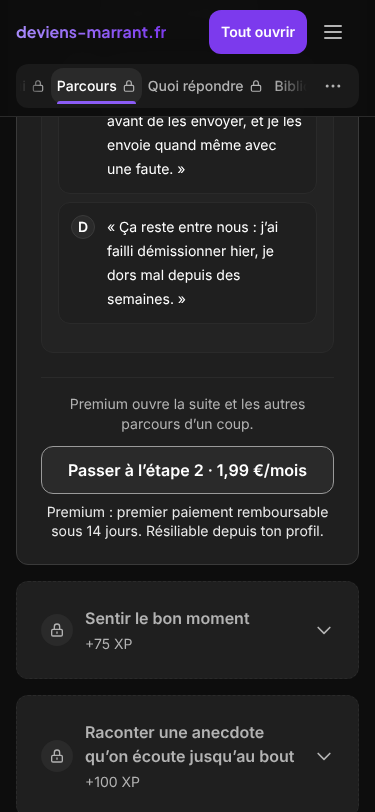 deviens-marrant.fr
Tout ouvrir
Parcours
Quoi répondre
Bibli
avant de les envoyer, et je les
envoie quand même avec
une faute. »
D
« Ça reste entre nous : j’ai
failli démissionner hier, je
dors mal depuis des
semaines. »
Premium ouvre la suite et les autres
parcours d’un coup.
Passer à l’étape 2 · 1,99 €/mois
Premium : premier paiement remboursable
sous 14 jours. Résiliable depuis ton profil.
Sentir le bon moment
+75 XP
Raconter une anecdote
qu’on écoute jusqu’au bout
+100 XP